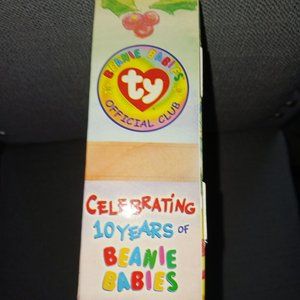 BEANIE BABIES
ty
OFFICIAL CLUB
CELEBRATING
10 YEARS OF
BEANIE
BABIES